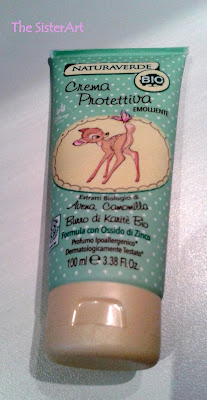 The SisterArt
NATURAVERDE
BIO
Crema
Protettiva
EMOLLIENTE
Estratti Biologici di
Avena, Camomilla
Burro di Karitè Bio
Formula con Ossido di Zinco
Profumo Ipoallergenico*
Dermatologicamente Testato*
100 ml e 3.38 Fl. Oz.